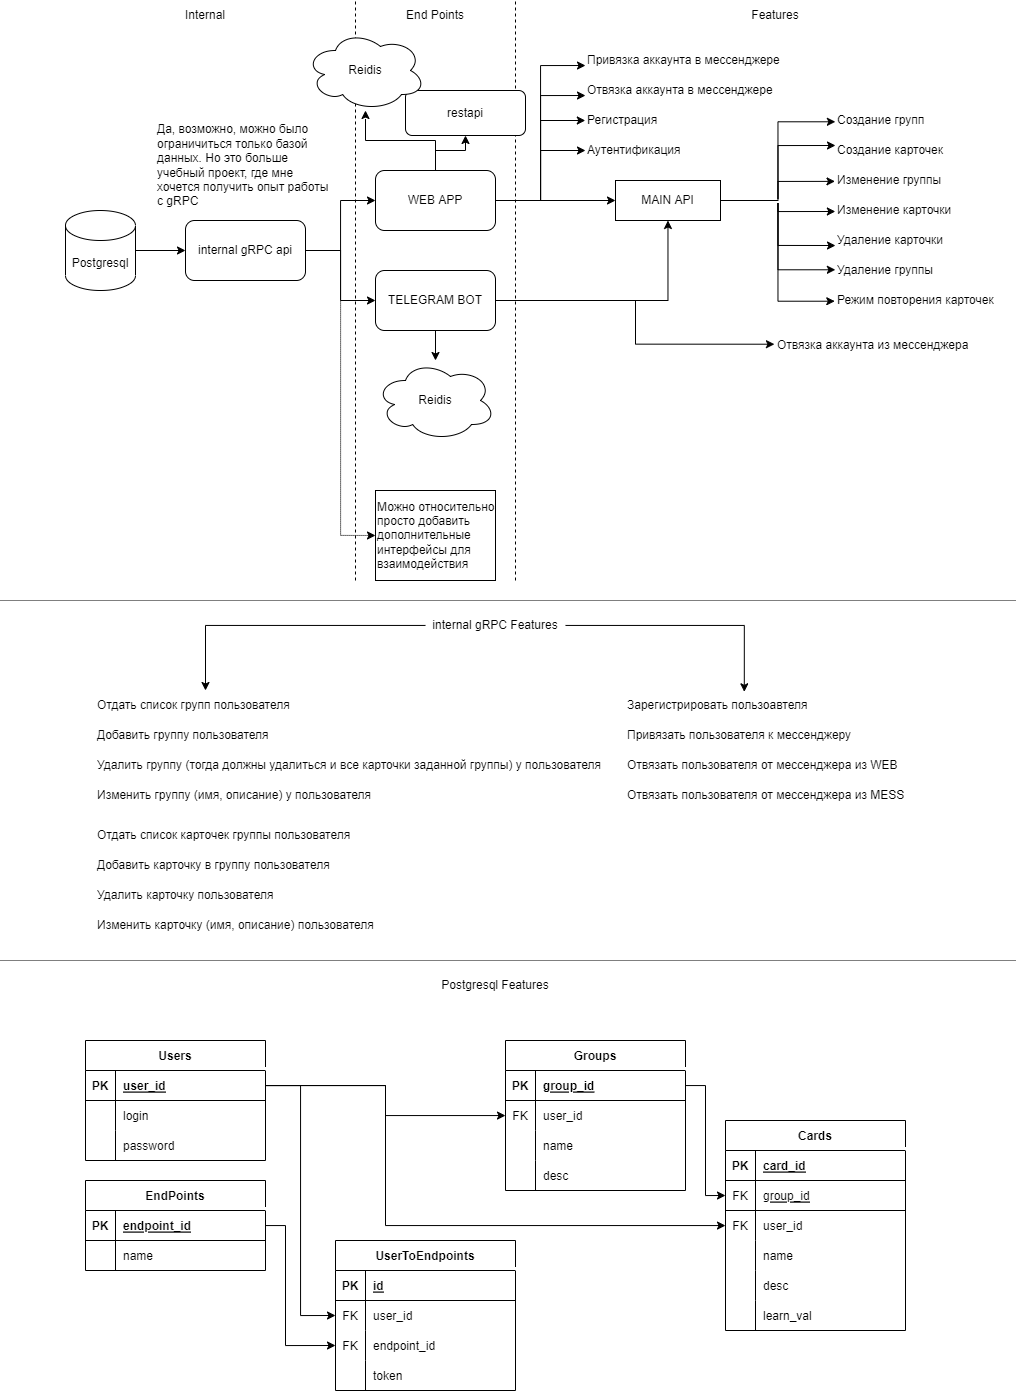 Internal
End Points
Features
Reidis
restapi
Да, возможно, можно было
ограничиться только базой
данных. Но это больше
учебный проект, где мне
хочется получить опыт работы
с gRPC
Postgresql
internal gRPC api
WEB APP
TELEGRAM BOT
Reidis
Можно относительно
просто добавить
дополнительные
интерфейсы для
взаимодействия
Привязка аккаунта в мессенджере
Отвязка аккаунта в мессенджере
Регистрация
Аутентификация
MAIN API
Создание групп
Создание карточек
Изменение группы
Изменение карточки
Удаление карточки
Удаление группы
Режим повторения карточек
Отвязка аккаунта из мессенджера
internal gRPC Features
Отдать список групп пользователя
Добавить группу пользователя
Удалить группу (тогда должны удалиться и все карточки заданной группы) у пользователя
Изменить группу (имя, описание) у пользователя
Отдать список карточек группы пользователя
Добавить карточку в группу пользователя
Удалить карточку пользователя
Изменить карточку (имя, описание) пользователя
Зарегистрировать пользоавтеля
Привязать пользователя к мессенджеру
Отвязать пользователя от мессенджера из WEB
Отвязать пользователя от мессенджера из MESS
Postgresql Features
Users
PK user_id
login
password
EndPoints
PK endpoint_id
name
UserToEndpoints
PK id
FK user_id
FK endpoint_id
token
Groups
PK group_id
FK user_id
name
desc
Cards
PK card_id
FK group_id
FK user_id
name
desc
learn_val